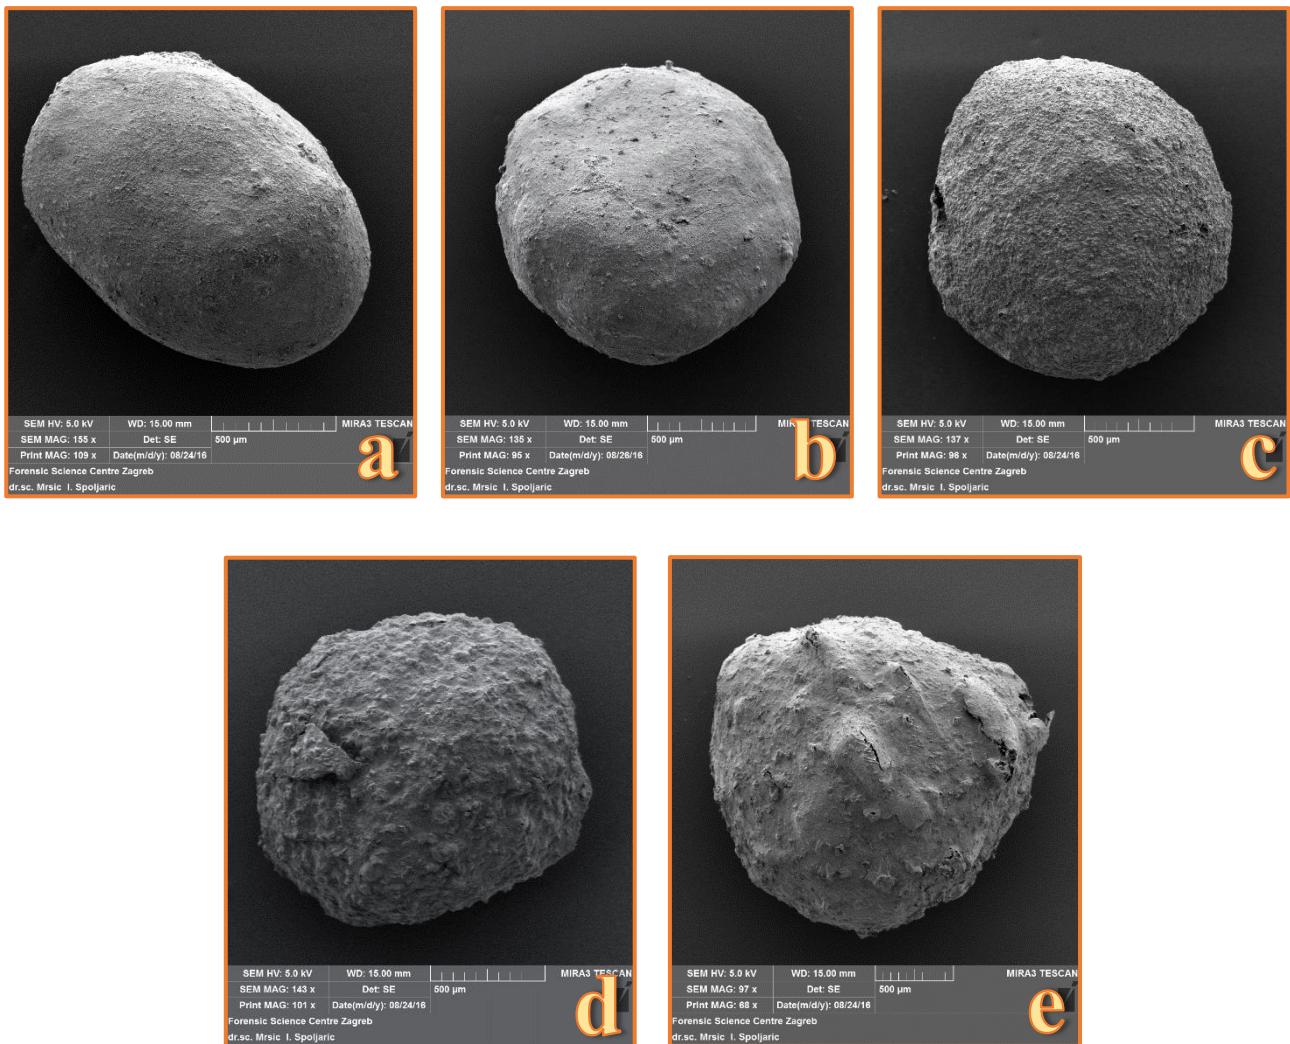 SEM HV: 5.0 kV WD: 15.00 mm MIRA3 TESCAN
SEM MAG: 155 x Det: SE 500 µm
Print MAG: 109 x Date(m/d/y): 08/24/16
Forensic Science Centre Zagreb
dr.sc. Mrsic I. Spoljaric
a
SEM HV: 5.0 kV WD: 15.00 mm MIRA3 TESCAN
SEM MAG: 135 x Det: SE 500 µm
Print MAG: 95 x Date(m/d/y): 08/26/16
Forensic Science Centre Zagreb
dr.sc. Mrsic I. Spoljaric
b
SEM HV: 5.0 kV WD: 15.00 mm MIRA3 TESCAN
SEM MAG: 137 x Det: SE 500 µm
Print MAG: 96 x Date(m/d/y): 08/24/16
Forensic Science Centre Zagreb
dr.sc. Mrsic I. Spoljaric
c
SEM HV: 5.0 kV WD: 15.00 mm MIRA3 TESCAN
SEM MAG: 143 x Det: SE 500 µm
Print MAG: 101 x Date(m/d/y): 08/24/16
Forensic Science Centre Zagreb
dr.sc. Mrsic I. Spoljaric
d
SEM HV: 5.0 kV WD: 15.00 mm MIRA3 TESCAN
SEM MAG: 97 x Det: SE 500 µm
Print MAG: 68 x Date(m/d/y): 08/24/16
Forensic Science Centre Zagreb
dr.sc. Mrsic I. Spoljaric
e